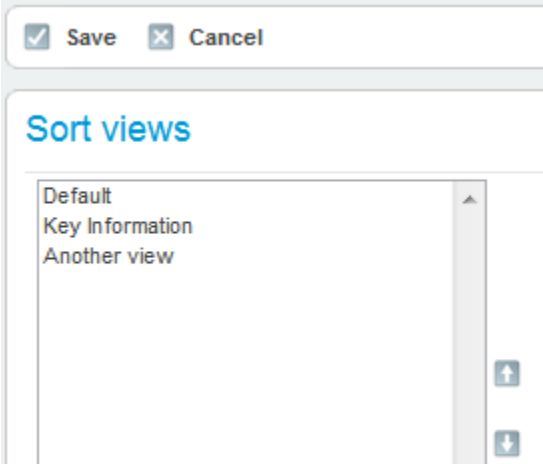 Save Cancel
Sort views
Default
Key Information
Another view